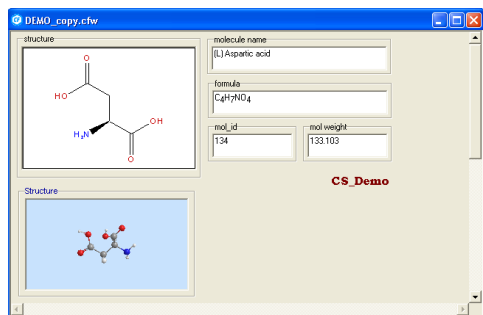 DEMO_copy.cfw
structure
O
HO
OH
H₂N
O
molecule name
(L) Aspartic acid
formula
C₄H₇NO₄
mol_id
134
mol weight
133.103
CS_Demo
Structure